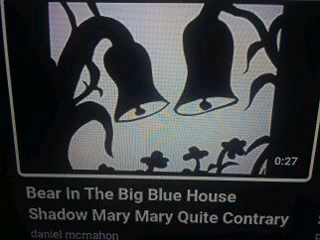 0:27
Bear In The Big Blue House
Shadow Mary Mary Quite Contrary
daniel mcmahon